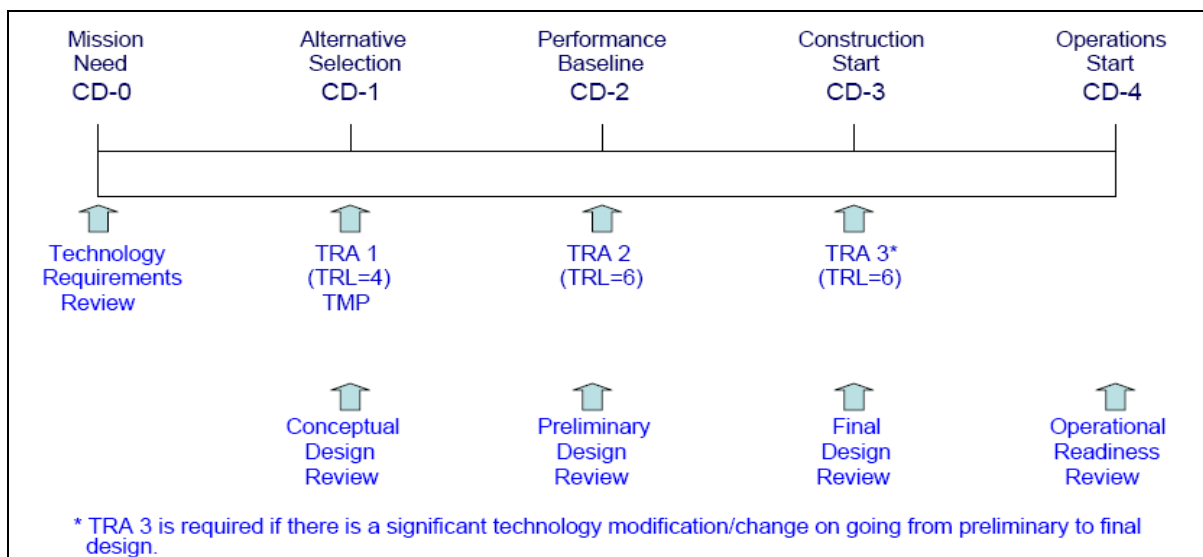 Mission
Need
CD-0
Alternative
Selection
CD-1
Performance
Baseline
CD-2
Construction
Start
CD-3
Operations
Start
CD-4
Technology
Requirements
Review
TRA 1
(TRL=4)
TMP
TRA 2
(TRL=6)
TRA 3*
(TRL=6)
Conceptual
Design
Review
Preliminary
Design
Review
Final
Design
Review
Operational
Readiness
Review
* TRA 3 is required if there is a significant technology modification/change on going from preliminary to final
design.